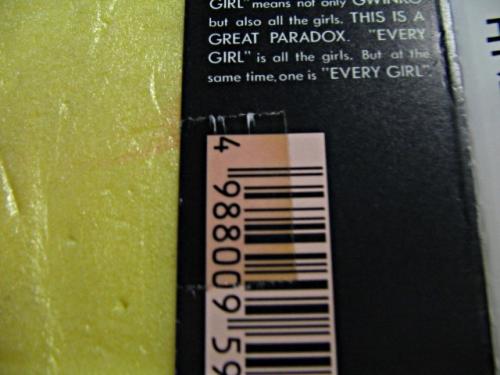 GIRL" means not only GWINKO
but also all the girls. THIS IS A
GREAT PARADOX. "EVERY
GIRL" is all the girls. But at the
same time, one is "EVERY GIRL".
4 988009 59